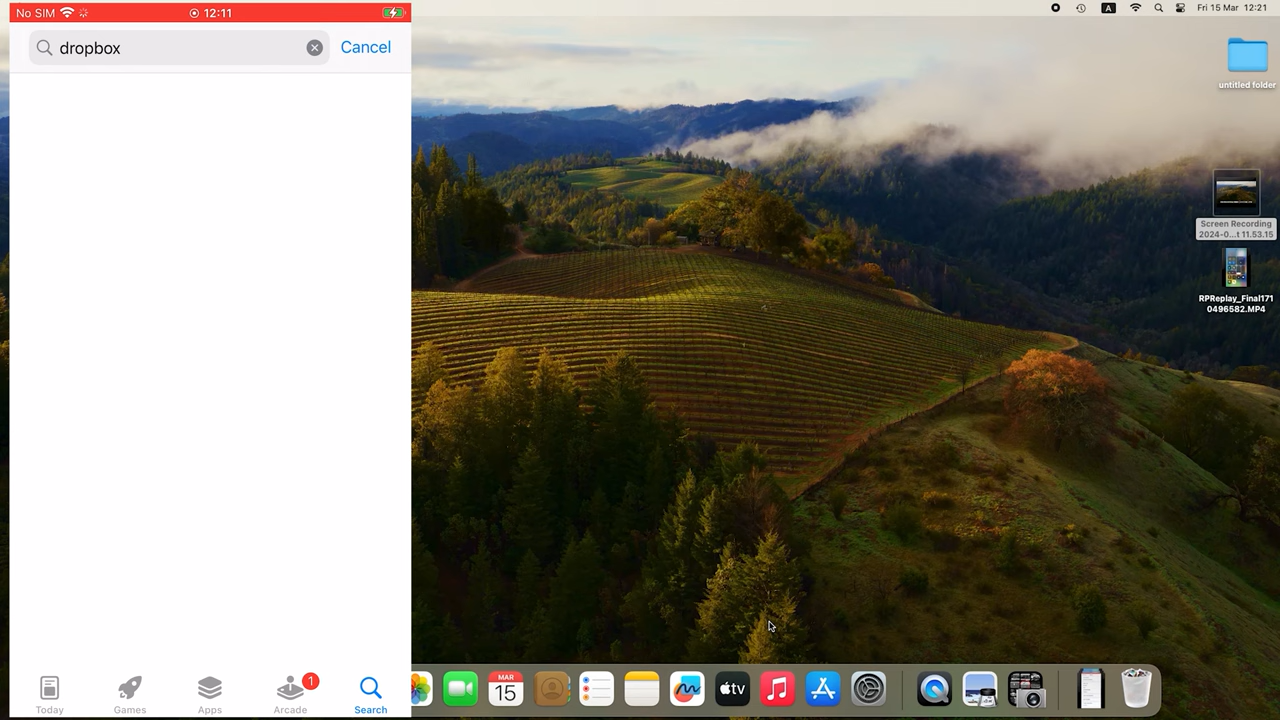 No SIM 12:11
dropbox
Cancel
Today
Games
Apps
1
Arcade
Search
A
Fri 15 Mar 12:21
untitled folder
Screen Recording
2024-0...t 11.53.15
RPReplay_Final171
0496582.MP4
MAR
15
tv